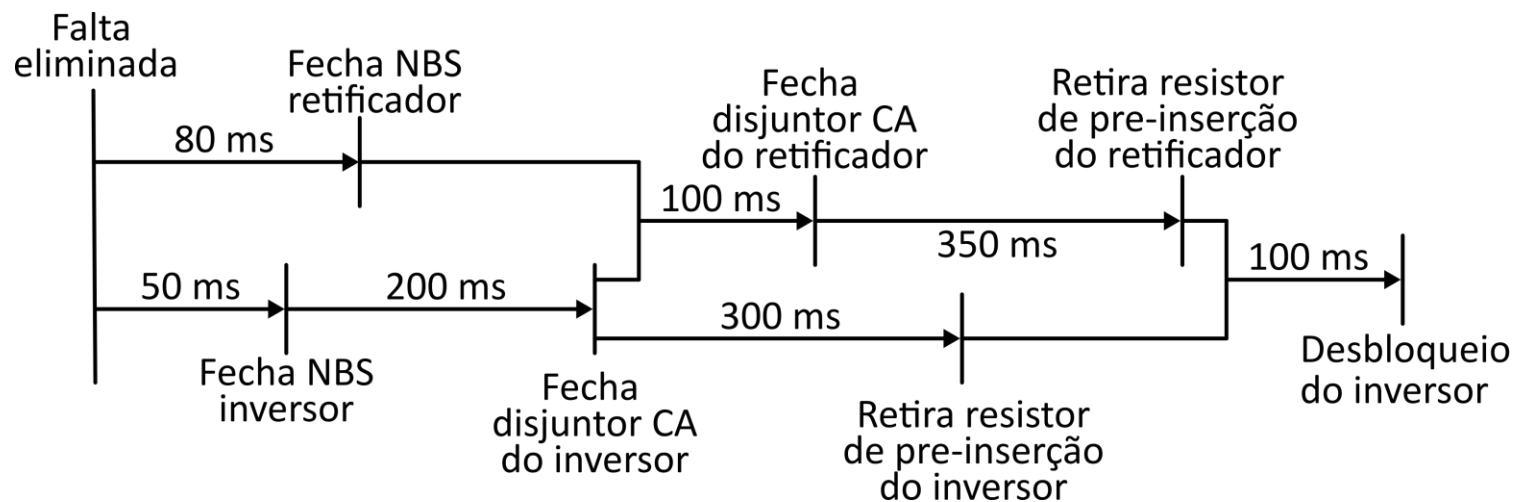 Falta
eliminada
80 ms
Fecha NBS
retificador
50 ms
Fecha NBS
inversor
200 ms
Fecha
disjuntor CA
do inversor
100 ms
Fecha
disjuntor CA
do retificador
350 ms
Retira resistor
de pre-inserção
do retificador
300 ms
Retira resistor
de pre-inserção
do inversor
100 ms
Desbloqueio
do inversor